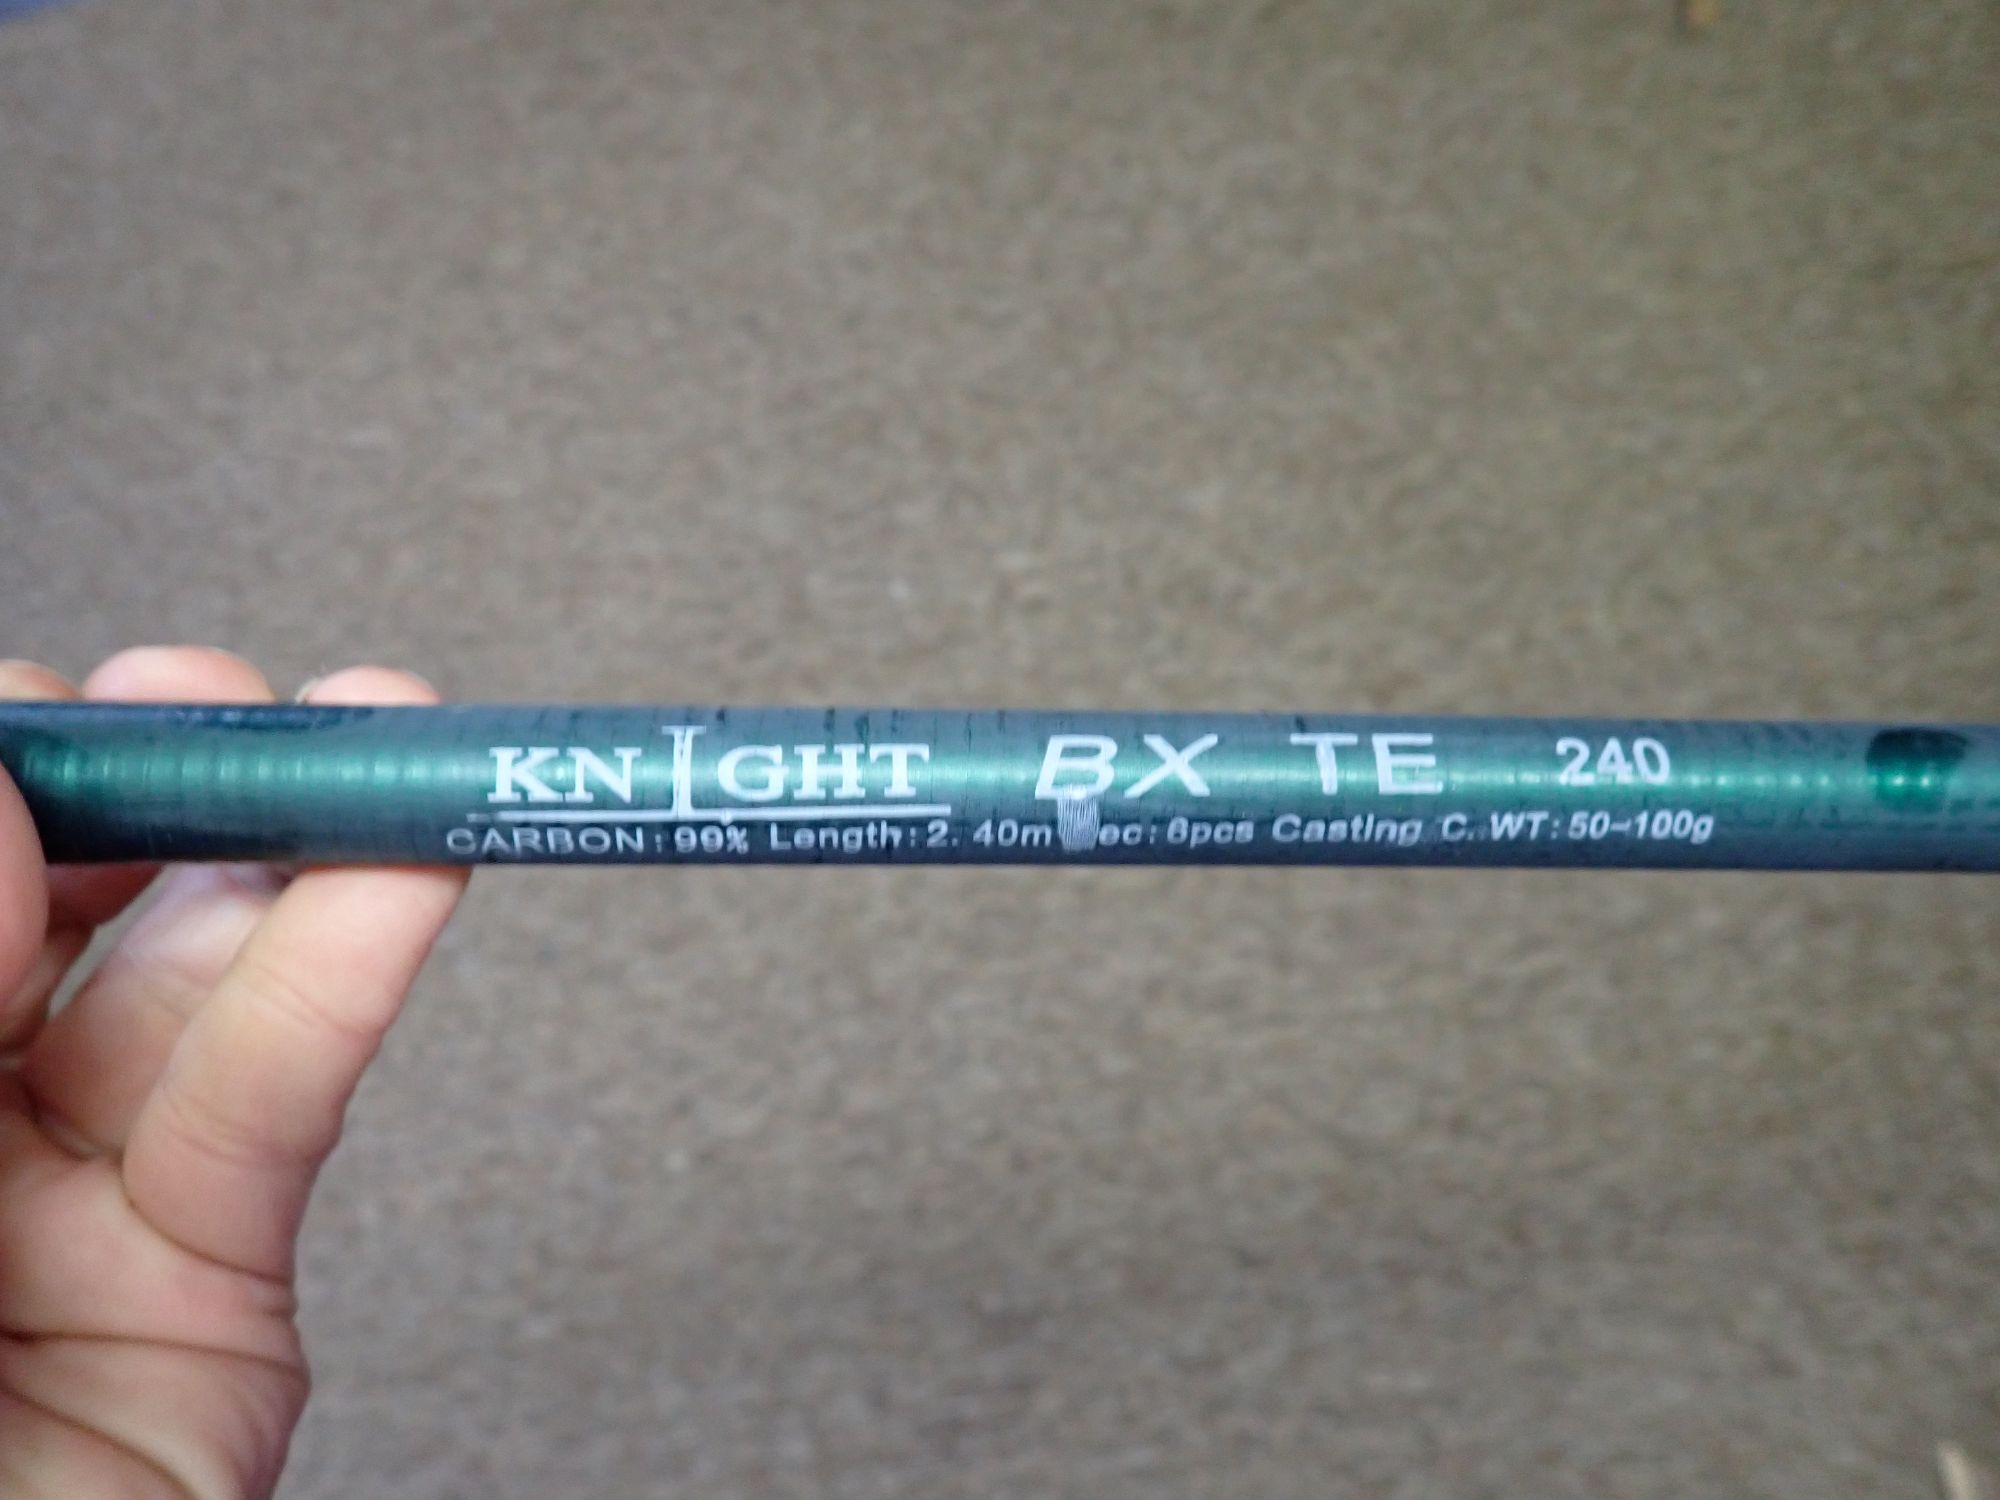 KNIGHT BX TE 240
CARBON: 99% Length: 2. 40m ec: 6pcs Casting C. WT: 50~100g